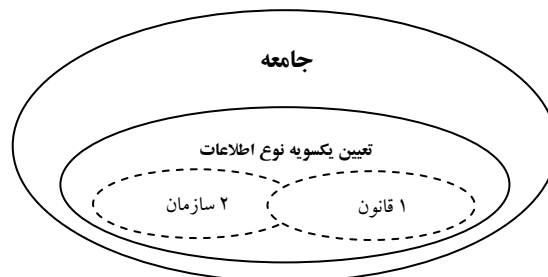 جامعه
تعیین یکسویه نوع اطلاعات
۱ قانون
۲ سازمان